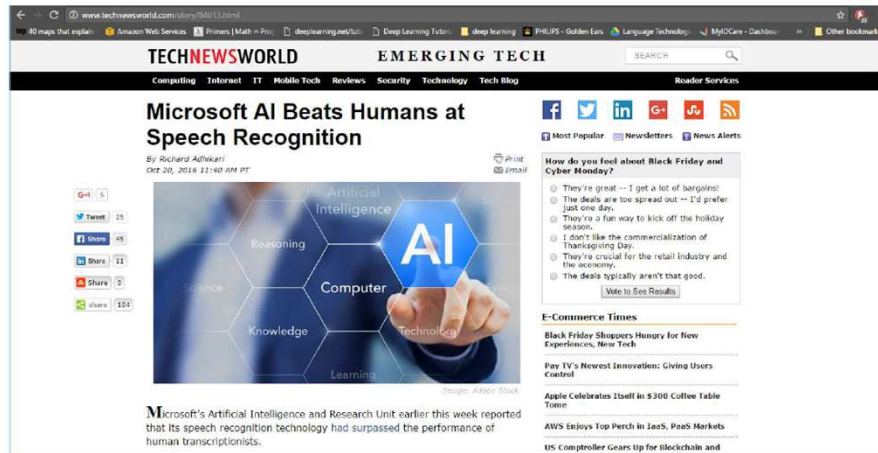 www.technewsworld.com/story/84013.html
40 maps that explain Amazon Web Services Primers | Math ∩ Prog deeplearning.net/tuto Deep Learning Tutoria deep learning PHILIPS - Golden Ears Language Technology MyIDCare - Dashboar » Other bookmark
TECHNEWSWORLD EMERGING TECH SEARCH
Computing Internet IT Mobile Tech Reviews Security Technology Tech Blog Reader Services
Microsoft AI Beats Humans at
Speech Recognition
By Richard Adhikari
Oct 20, 2016 11:40 AM PT
Print
Email
G+1 5
Tweet 25
Share 45
Share 11
Share 0
share 104
Artificial
Intelligence
Reasoning
AI
Science
Computer
Knowledge
Technology
Learning
Image: Adobe Stock
Microsoft's Artificial Intelligence and Research Unit earlier this week reported
that its speech recognition technology had surpassed the performance of
human transcriptionists.
Most Popular Newsletters News Alerts
How do you feel about Black Friday and
Cyber Monday?
They're great -- I get a lot of bargains!
The deals are too spread out -- I'd prefer
just one day.
They're a fun way to kick off the holiday
season.
I don't like the commercialization of
Thanksgiving Day.
They're crucial for the retail industry and
the economy.
The deals typically aren't that good.
Vote to See Results
E-Commerce Times
Black Friday Shoppers Hungry for New
Experiences, New Tech
Pay TV's Newest Innovation: Giving Users
Control
Apple Celebrates Itself in $300 Coffee Table
Tome
AWS Enjoys Top Perch in IaaS, PaaS Markets
US Comptroller Gears Up for Blockchain and